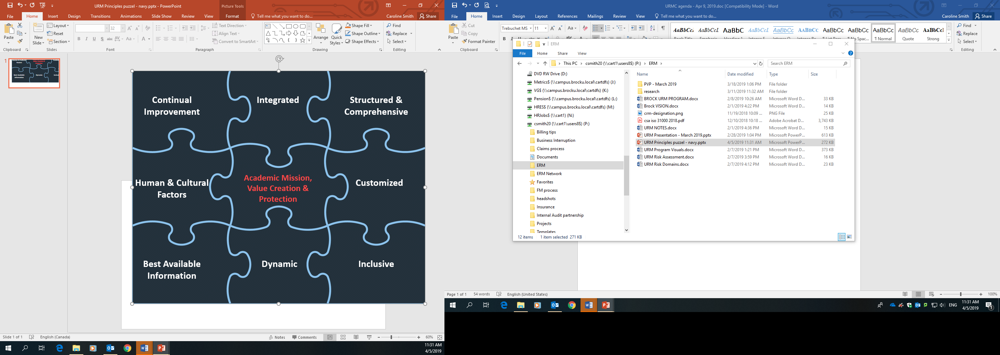 URM Principles puzzel - navy.pptx - PowerPoint
Picture Tools
File Home Insert Design Transitions Animations Slide Show Review View Format Tell me what you want to do... Caroline Smith Share
Paste
New Slide
Layout
Reset
Section
32
Text Direction
Align Text
Convert to SmartArt
Arrange
Quick Styles
Shape Fill
Shape Outline
Shape Effects
Find
Replace
Select
Clipboard Slides Font Paragraph Drawing Editing
1
Continual
Improvement
Integrated
Structured &
Comprehensive
Human & Cultural
Factors
Academic Mission,
Value Creation &
Protection
Customized
Best Available
Information
Dynamic
Inclusive
Slide 1 of 1 English (Canada) Notes Comments 60%
11:31 AM
4/5/2019
URMC agenda - Apr 9, 2019.doc [Compatibility Mode] - Word
File Home Insert Design Layout References Mailings Review View Tell me what you want to do... Caroline Smith Share
Paste
Cut
Copy
Format Painter
Clipboard
Trebuchet MS 11
AaBbCcI AaBbCcL AaBbC AaBbCcL AaBbCcL AABBCC AaBbCc AaBbCc AaBbCc AaBbCc AaBbCcl
¶ Normal Quote Strong
Find
Replace
Select
Editing
ERM
File Home Share View
This PC csmith20 (\\cart1\users8$) (P:) ERM
Search ERM
DVD RW Drive (D:)
Metrics$ (\\campus.brocku.local\cartdfs) (J:)
VG$ (\\campus.brocku.local\cartdfs) (K:)
Pension$ (\\campus.brocku.local\cartdfs) (L:)
HRES$ (\\campus.brocku.local\cartdfs) (M:)
HRJobs$ (\\cart1) (N:)
csmith20 (\\cart1\users8$) (P:)
Billing tips
Business Interruption
Claims process
Documents
ERM
ERM Network
Favorites
FM process
headshots
Insurance
Internal Audit partnership
Projects
Templates
Name Date modified Type Size
PVP - March 2019 3/18/2019 1:06 PM File folder
research 3/11/2019 11:32 AM File folder
BROCK URM PROGRAM.docx 2/8/2019 10:26 AM Microsoft Word D... 33 KB
Brock VISION.docx 2/1/2019 4:22 PM Microsoft Word D... 14 KB
crm-designation.png 11/19/2018 10:09 ... PNG File 25 KB
csa iso 31000 2018.pdf 12/10/2018 10:18 ... Adobe Acrobat D... 3,743 KB
URM NOTES.docx 2/1/2019 4:36 PM Microsoft Word D... 15 KB
URM Presentation - March 2019.pptx 2/28/2019 1:04 PM Microsoft PowerP... 613 KB
URM Principles puzzel - navy.pptx 4/5/2019 11:31 AM Microsoft PowerP... 272 KB
URM Program Visuals.docx 2/7/2019 1:21 PM Microsoft Word D... 373 KB
URM Risk Assessment.docx 2/7/2019 3:59 PM Microsoft Word D... 16 KB
URM Risk Domains.docx 2/7/2019 4:12 PM Microsoft Word D... 23 KB
12 items 1 item selected 271 KB
Page 1 of 1 54 words English (United States) 100%
ENG
11:31 AM
4/5/2019
1